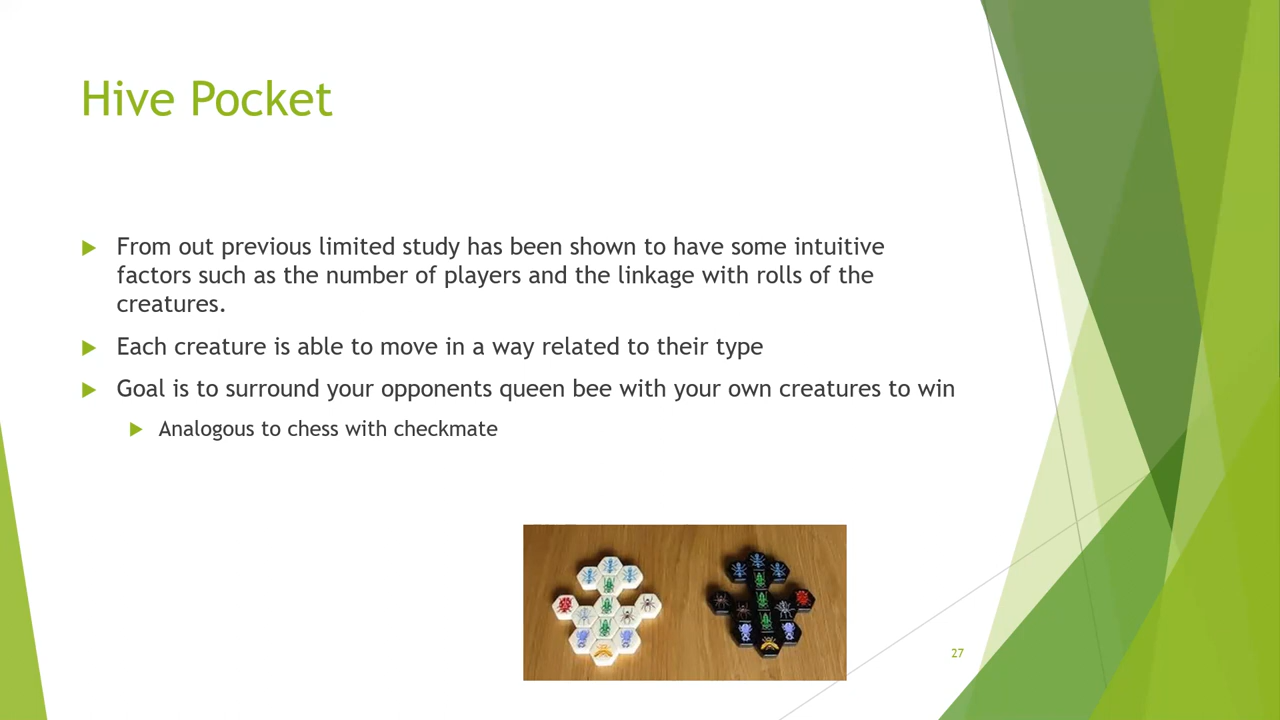 Hive Pocket
From out previous limited study has been shown to have some intuitive
factors such as the number of players and the linkage with rolls of the
creatures.
Each creature is able to move in a way related to their type
Goal is to surround your opponents queen bee with your own creatures to win
Analogous to chess with checkmate
27